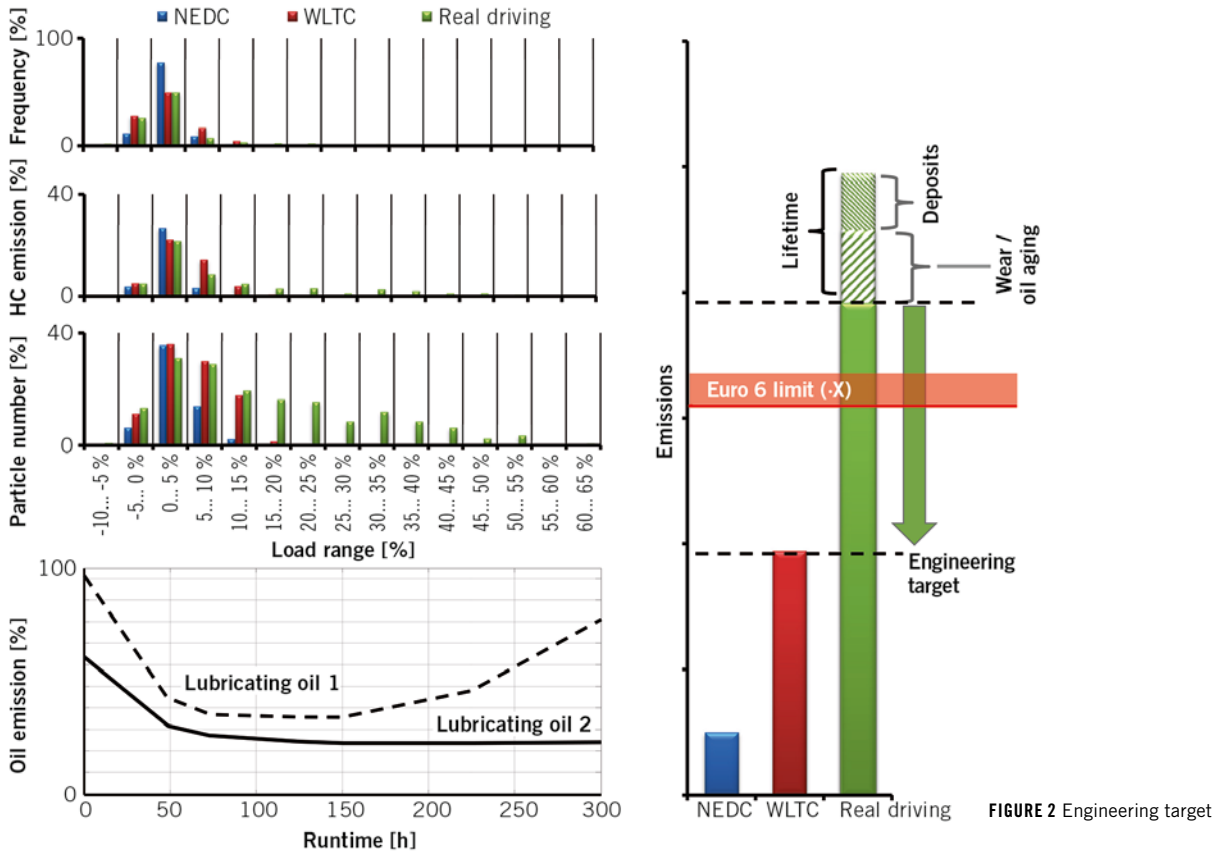 NEDC WLTC Real driving
Frequency [%]
100
0
HC emission [%]
40
0
Particle number [%]
40
0
-10... -5 %
-5... 0 %
0... 5 %
5... 10 %
10... 15 %
15... 20 %
20... 25 %
25... 30 %
30... 35 %
35... 40 %
40... 45 %
45... 50 %
50... 55 %
55... 60 %
60... 65 %
Load range [%]
Oil emission [%]
100
0
Lubricating oil 1
Lubricating oil 2
0 50 100 150 200 250 300
Runtime [h]
Emissions
Lifetime
Deposits
Wear /
oil aging
Euro 6 limit (·X)
Engineering
target
NEDC WLTC Real driving
FIGURE 2 Engineering target